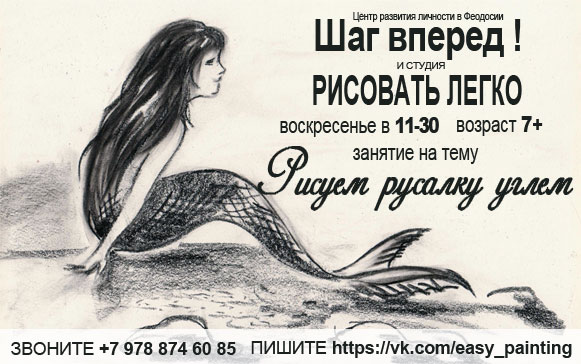 Центр развития личности в Феодосии
Шаг вперед !
и студия
РИСОВАТЬ ЛЕГКО
воскресенье в 11-30 возраст 7+
занятие на тему
Рисуем русалку углем
ЗВОНИТЕ +7 978 874 60 85 ПИШИТЕ https://vk.com/easy_painting